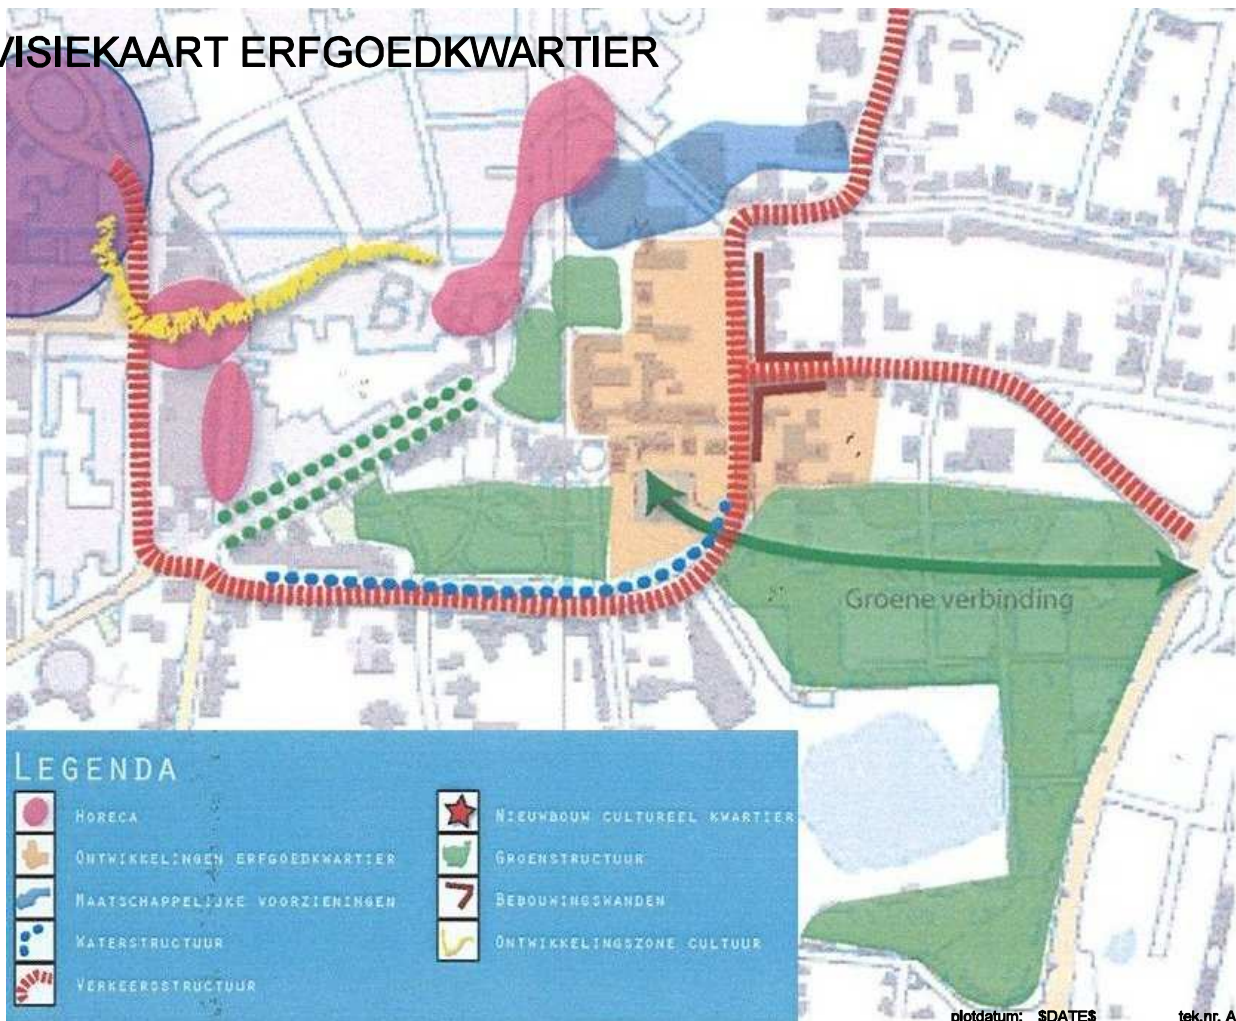 VISIEKAART ERFGOEDKWARTIER
Groene verbinding
LEGENDA
HORECA
ONTWIKKELINGEN ERFGOEDKWARTIER
MAATSCHAPPELIJKE VOORZIENINGEN
WATERSTRUCTUUR
VERKEERSSTRUCTUUR
NIEUWBOUW CULTUREEL KWARTIER
GROENSTRUCTUUR
BEBOUWINGSWANDEN
ONTWIKKELINGSZONE CULTUUR
plotdatum: $DATE$ tek.nr. A